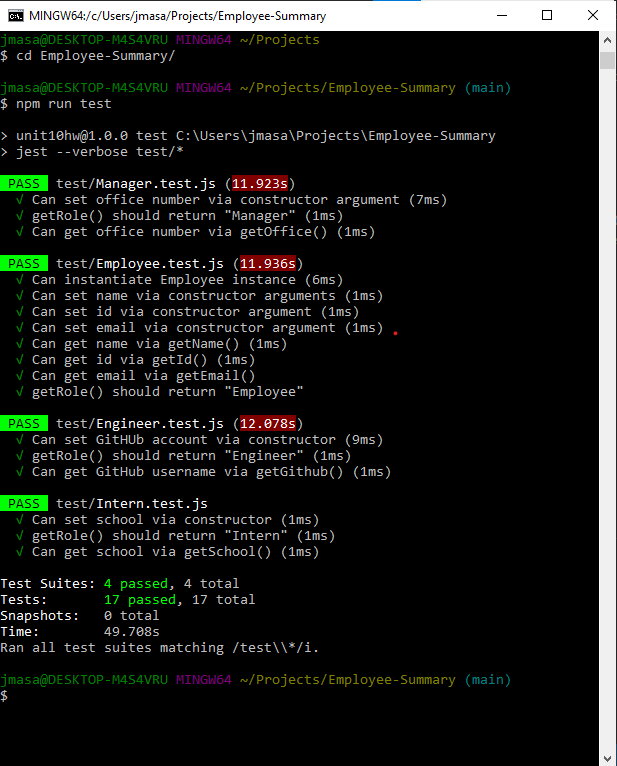 MINGW64:/c/Users/jmasa/Projects/Employee-Summary
jmasa@DESKTOP-M4S4VRU MINGW64 ~/Projects
$ cd Employee-Summary/
jmasa@DESKTOP-M4S4VRU MINGW64 ~/Projects/Employee-Summary (main)
$ npm run test
> unit10hw@1.0.0 test C:\Users\jmasa\Projects\Employee-Summary
> jest --verbose test/*
PASS test/Manager.test.js (11.923s)
√ Can set office number via constructor argument (7ms)
√ getRole() should return "Manager" (1ms)
√ Can get office number via getOffice() (1ms)
PASS test/Employee.test.js (11.936s)
√ Can instantiate Employee instance (6ms)
√ Can set name via constructor arguments (1ms)
√ Can set id via constructor argument (1ms)
√ Can set email via constructor argument (1ms)
√ Can get name via getName() (1ms)
√ Can get id via getId() (1ms)
√ Can get email via getEmail()
√ getRole() should return "Employee"
PASS test/Engineer.test.js (12.078s)
√ Can set GitHUb account via constructor (9ms)
√ getRole() should return "Engineer" (1ms)
√ Can get GitHub username via getGithub() (1ms)
PASS test/Intern.test.js
√ Can set school via constructor (1ms)
√ getRole() should return "Intern" (1ms)
√ Can get school via getSchool() (1ms)
Test Suites: 4 passed, 4 total
Tests: 17 passed, 17 total
Snapshots: 0 total
Time: 49.708s
Ran all test suites matching /test\\*/i.
jmasa@DESKTOP-M4S4VRU MINGW64 ~/Projects/Employee-Summary (main)
$